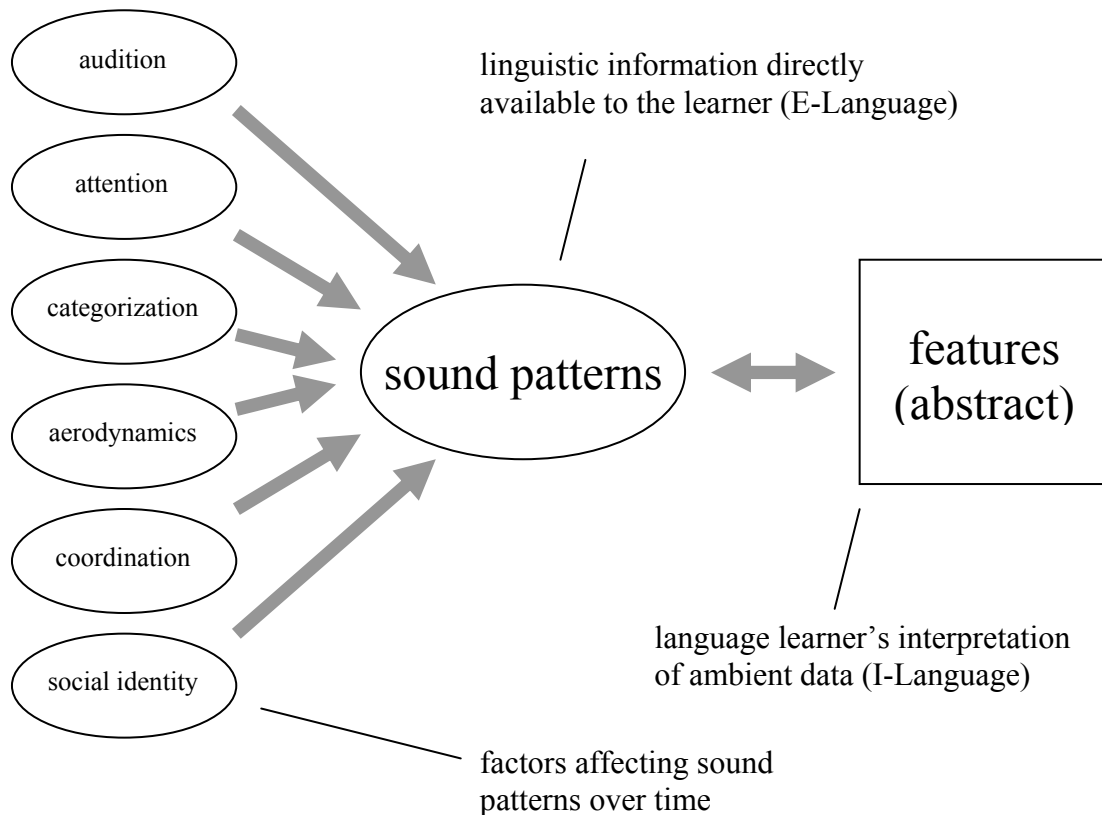 audition
attention
categorization
aerodynamics
coordination
social identity
linguistic information directly
available to the learner (E-Language)
sound patterns
features
(abstract)
language learner’s interpretation
of ambient data (I-Language)
factors affecting sound
patterns over time